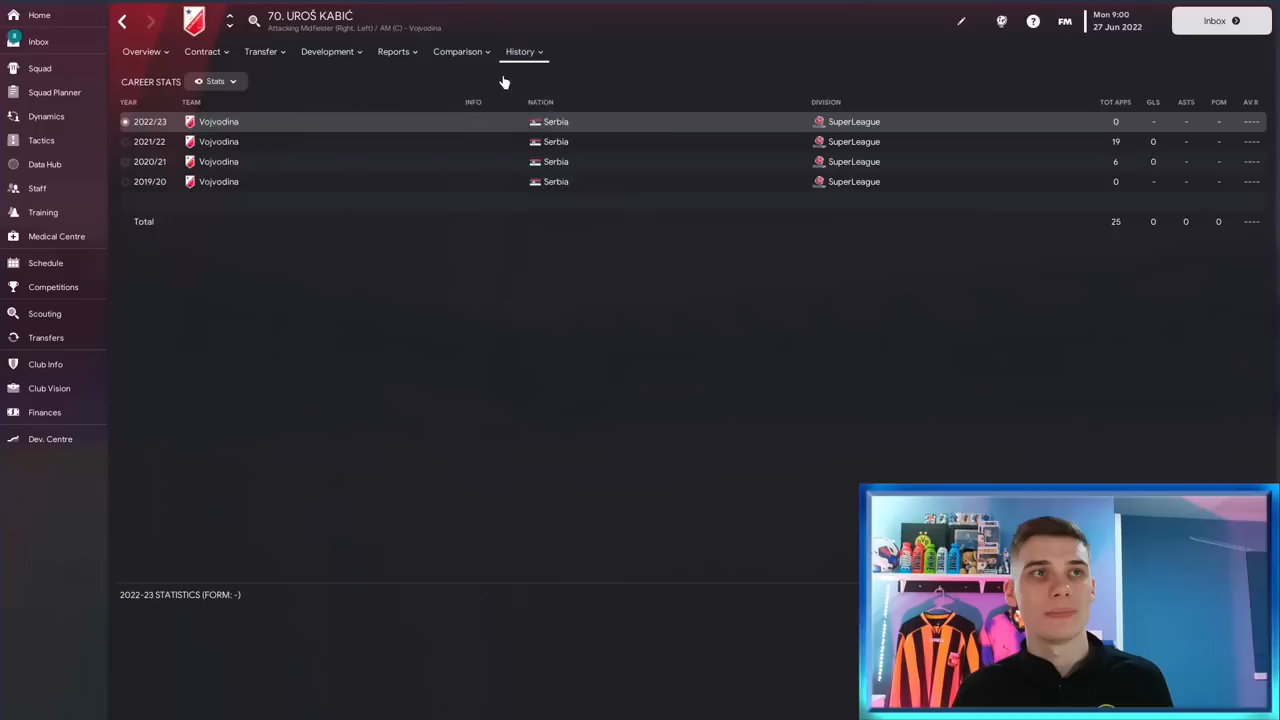 Home
8
Inbox
Squad
Squad Planner
Dynamics
Tactics
Data Hub
Staff
Training
Medical Centre
Schedule
Competitions
Scouting
Transfers
Club Info
Club Vision
Finances
Dev. Centre
70. UROŠ KABIĆ
Attacking Midfielder (Right, Left) / AM (C) - Vojvodina
FM
Mon 9:00
27 Jun 2022
Inbox
Overview Contract Transfer Development Reports Comparison History
CAREER STATS Stats
YEAR TEAM INFO NATION DIVISION TOT APPS GLS ASTS POM AV R
2022/23 Vojvodina Serbia SuperLeague 0 - - - ----
2021/22 Vojvodina Serbia SuperLeague 19 0 - - ----
2020/21 Vojvodina Serbia SuperLeague 6 0 - - ----
2019/20 Vojvodina Serbia SuperLeague 0 - - - ----
Total 25 0 0 0 ----
2022-23 STATISTICS (FORM: -)